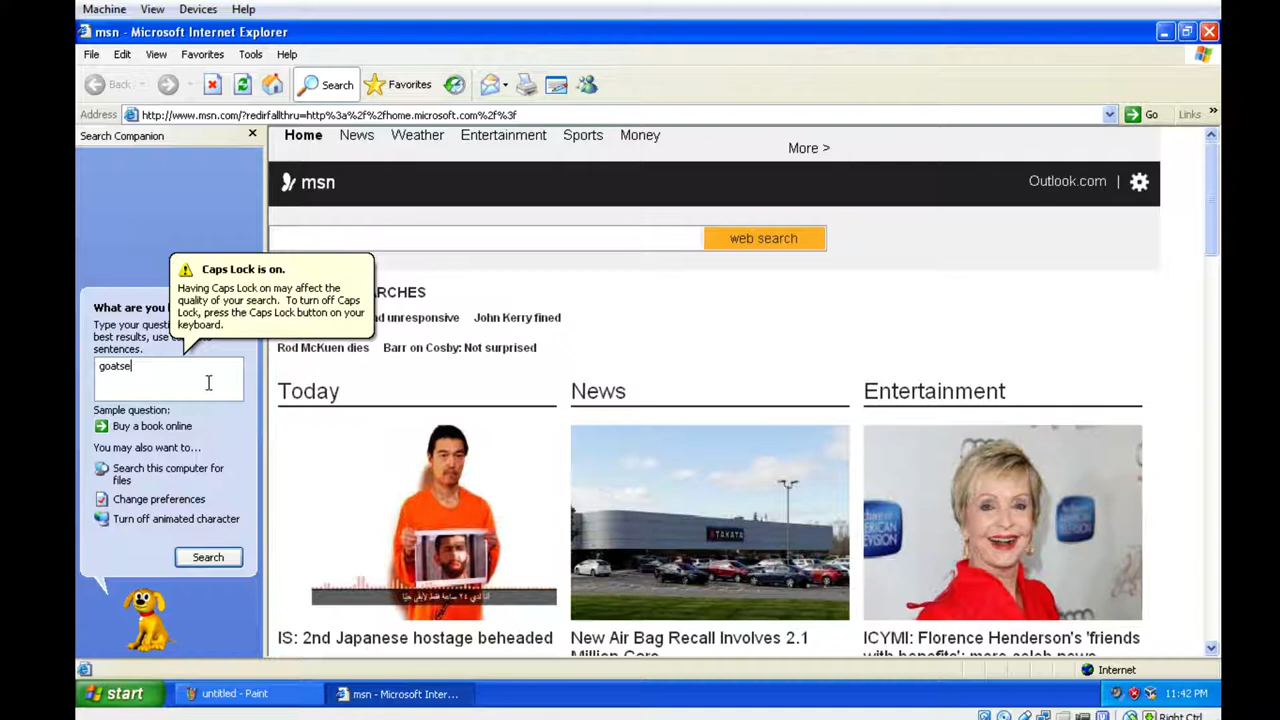 Machine View Devices Help
msn - Microsoft Internet Explorer
File Edit View Favorites Tools Help
Back Search Favorites
Address http://www.msn.com/?redirfallthru=http%3a%2f%2fhome.microsoft.com%2f%3f Go Links »
Search Companion
Home News Weather Entertainment Sports Money
More >
msn
Outlook.com |
web search
Caps Lock is on.
Having Caps Lock on may affect the
quality of your search. To turn off Caps
Lock, press the Caps Lock button on your
keyboard.
What are you
Type your
best results, use
sentences.
goatse
Sample question:
Buy a book online
You may also want to...
Search this computer for
files
Change preferences
Turn off animated character
Search
unresponsive John Kerry fined
Rod McKuen dies Barr on Cosby: Not surprised
Today News Entertainment
TAKATA
IS: 2nd Japanese hostage beheaded
New Air Bag Recall Involves 2.1
ICYMI: Florence Henderson's 'friends
Internet
start untitled - Paint msn - Microsoft Inter... 11:42 PM
Right Ctrl